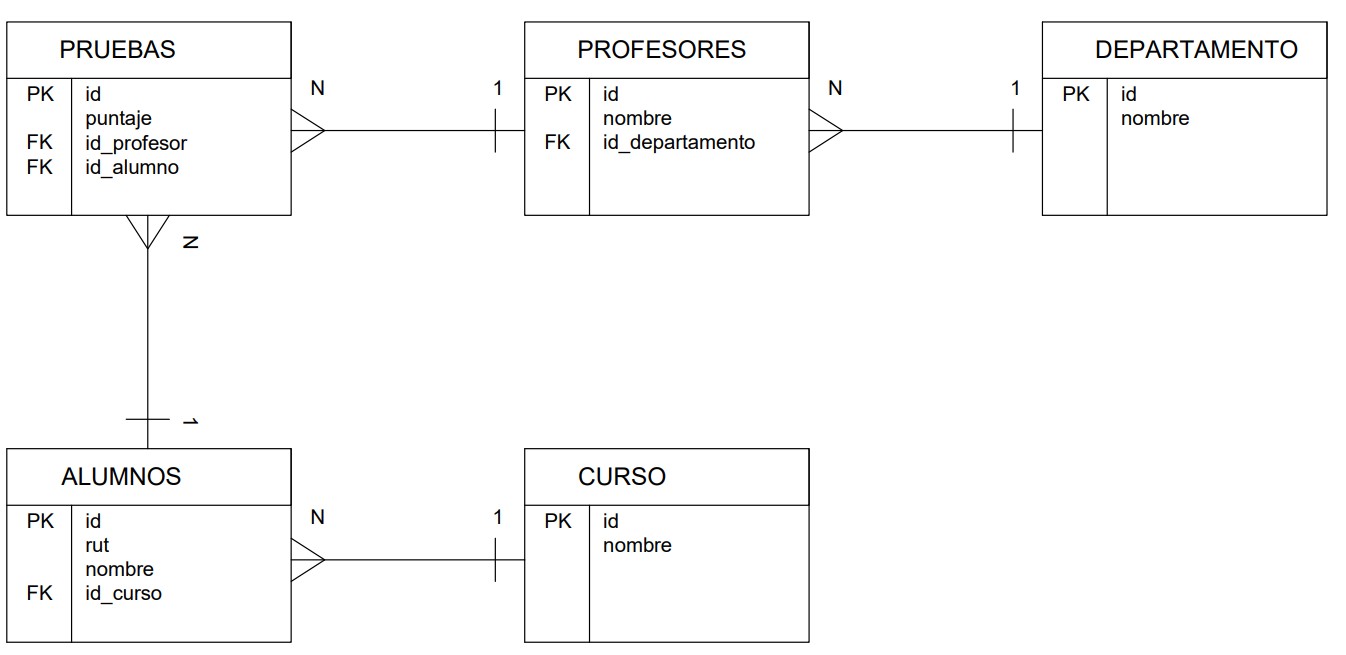 PRUEBAS
PK id
puntaje
FK id_profesor
FK id_alumno
N
1
PROFESORES
PK id
nombre
FK id_departamento
N
1
DEPARTAMENTO
PK id
nombre
N
1
ALUMNOS
PK id
rut
nombre
FK id_curso
N
1
CURSO
PK id
nombre